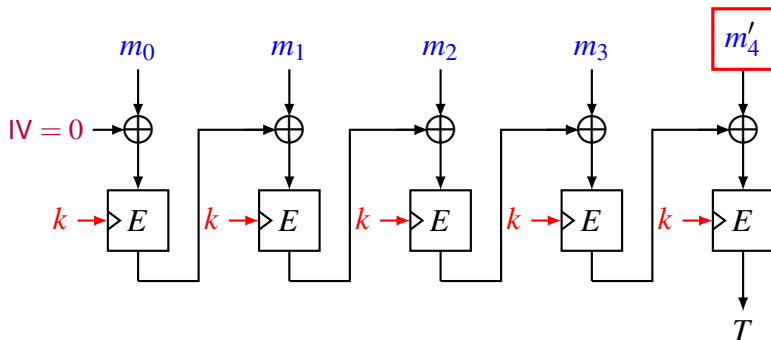 m₀ m₁ m₂ m₃ m′₄
IV = 0
k E k E k E k E k E
T